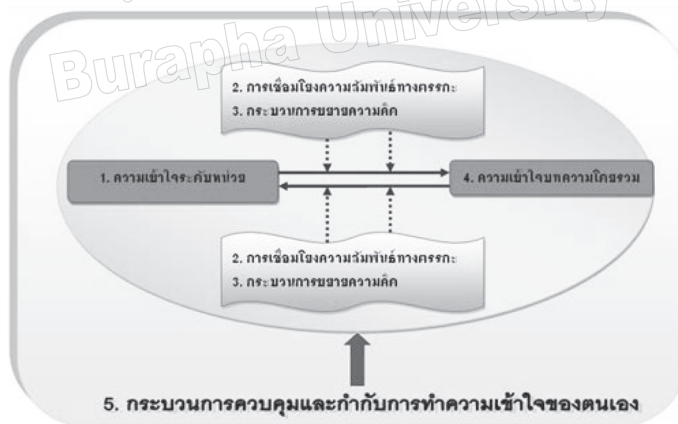 Burapha University
2. การเชื่อมโยงความสัมพันธ์ทางตรรกะ
3. กระบวนการขยายความคิด
1. ความเข้าใจระดับหน่วย
4. ความเข้าใจบทความโดยรวม
2. การเชื่อมโยงความสัมพันธ์ทางตรรกะ
3. กระบวนการขยายความคิด
5. กระบวนการควบคุมและกำกับการทำความเข้าใจของตนเอง